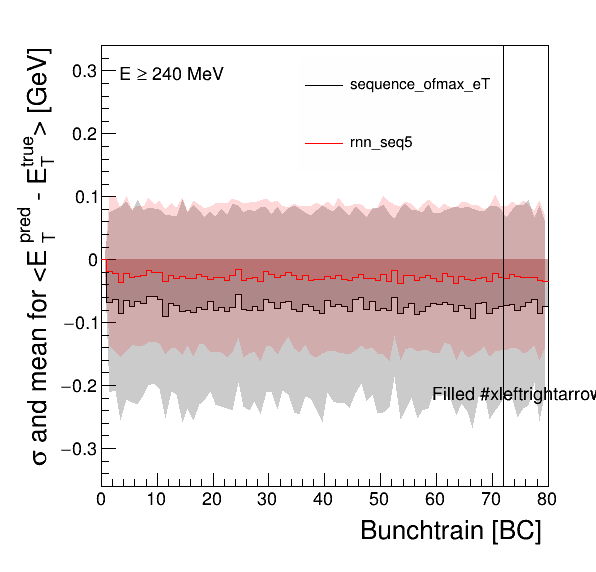 σ and mean for <E_T^pred - E_T^true> [GeV]
0.3
0.2
0.1
0
−0.1
−0.2
−0.3
E ≥ 240 MeV
sequence_ofmax_eT
rnn_seq5
Filled #xleftrightarrow
0 10 20 30 40 50 60 70 80
Bunchtrain [BC]